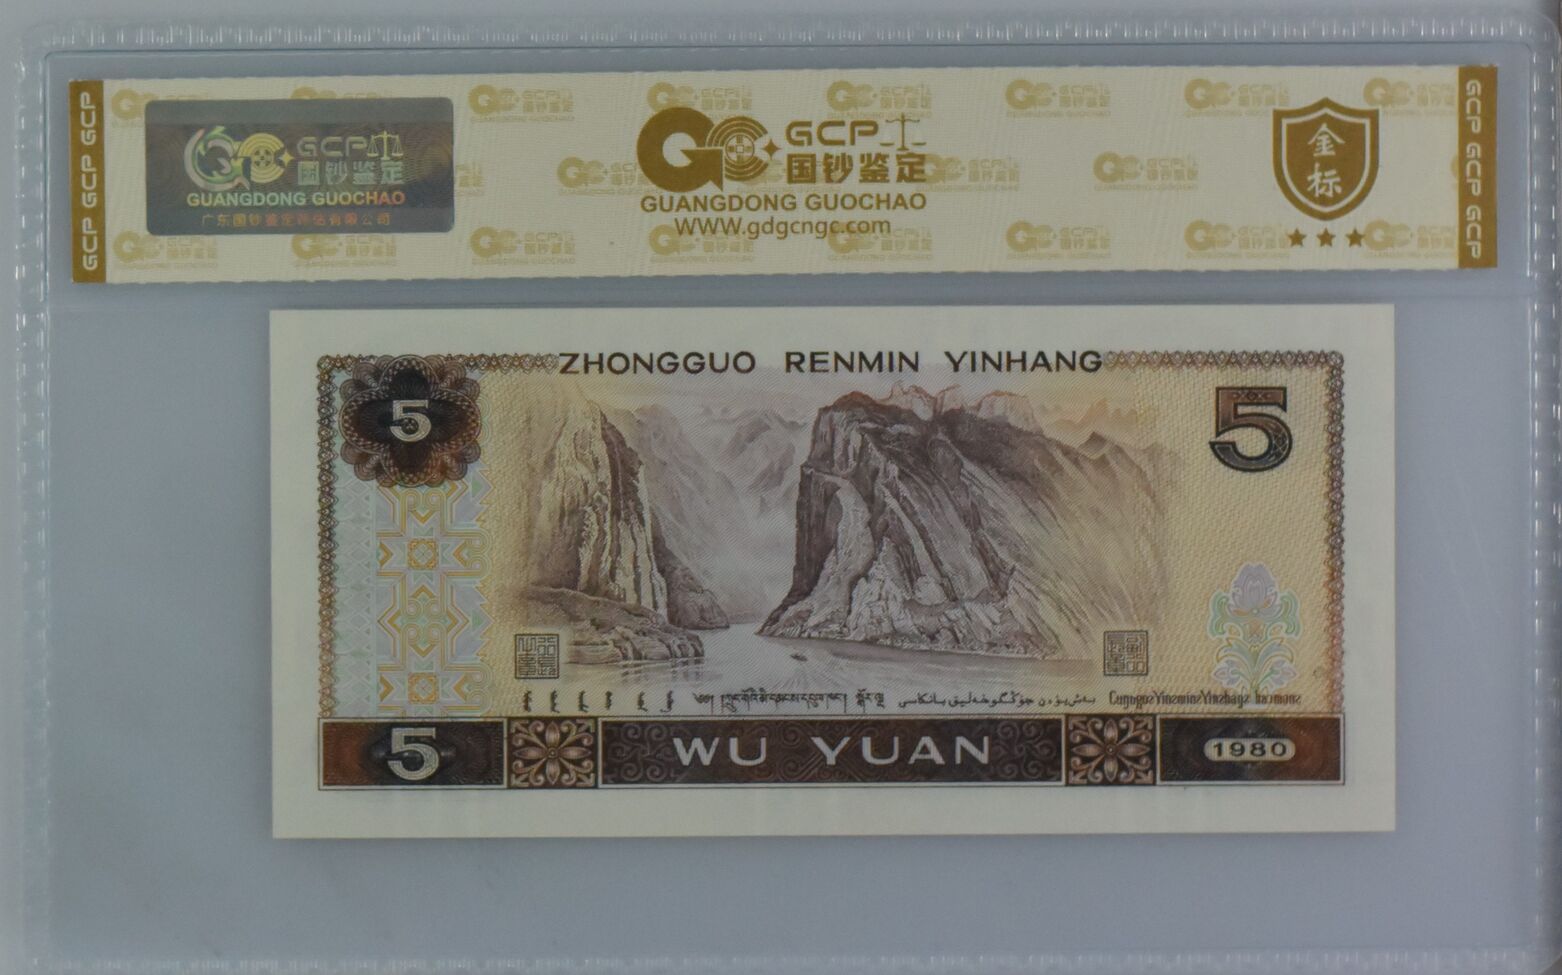 GCP GCP GCP
GCP
国钞鉴定
GUANGDONG GUOCHAO
广东国钞鉴定评估有限公司
GCP
国钞鉴定
GUANGDONG GUOCHAO
WWW.gdgcngc.com
金标
GCP GCP GCP
ZHONGGUO RENMIN YINHANG
5
5
5
WU YUAN
1980